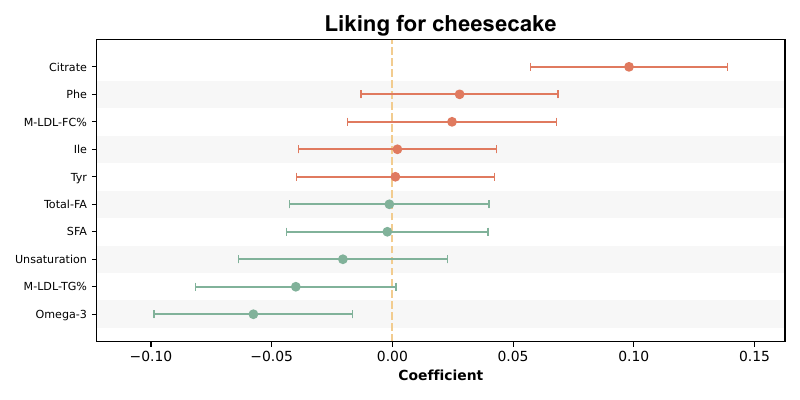 Liking for cheesecake
Citrate
Phe
M-LDL-FC%
Ile
Tyr
Total-FA
SFA
Unsaturation
M-LDL-TG%
Omega-3
−0.10 −0.05 0.00 0.05 0.10 0.15
Coefficient